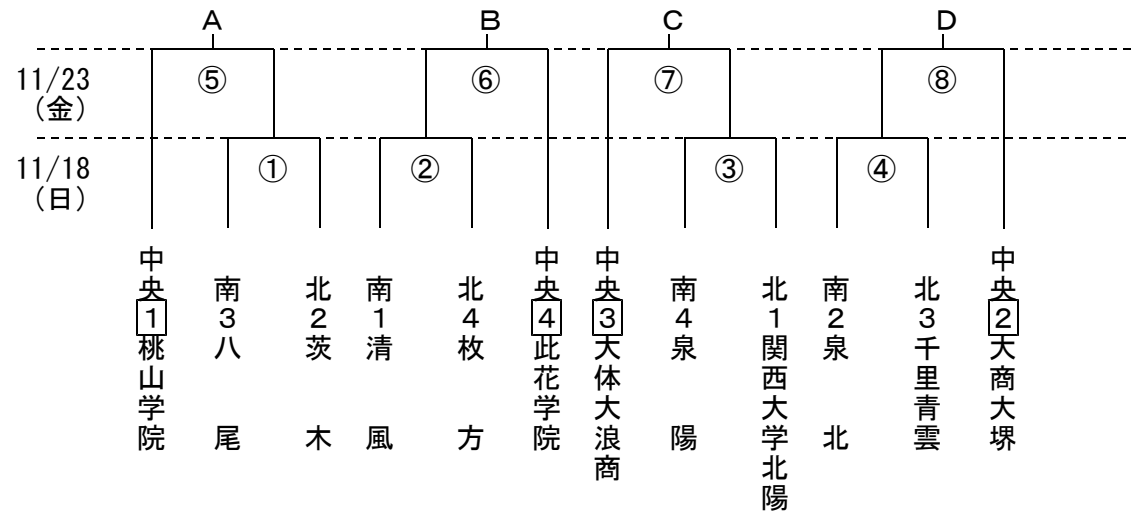 A B C D
11/23
（金）
⑤ ⑥ ⑦ ⑧
11/18
（日）
① ② ③ ④
中央1桃山学院
南3八尾
北2茨木
南1清風
北4枚方
中央4此花学院
中央3大体大浪商
南4泉陽
北1関西大学北陽
南2泉北
北3千里青雲
中央2大商大堺